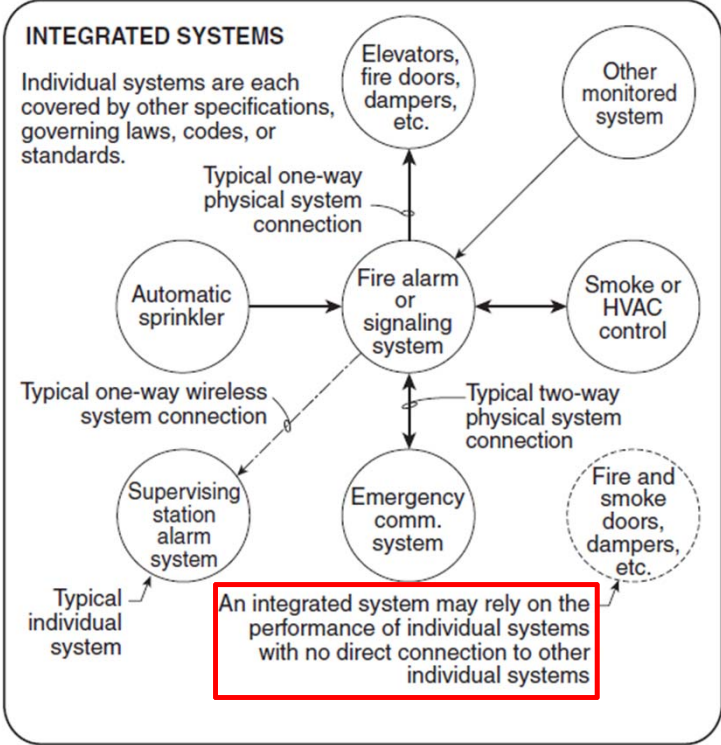 INTEGRATED SYSTEMS
Individual systems are each
covered by other specifications,
governing laws, codes, or
standards.
Elevators,
fire doors,
dampers,
etc.
Other
monitored
system
Typical one-way
physical system
connection
Automatic
sprinkler
Fire alarm
or
signaling
system
Smoke or
HVAC
control
Typical one-way wireless
system connection
Typical two-way
physical system
connection
Supervising
station
alarm
system
Emergency
comm.
system
Fire and
smoke
doors,
dampers,
etc.
Typical
individual
system
An integrated system may rely on the
performance of individual systems
with no direct connection to other
individual systems